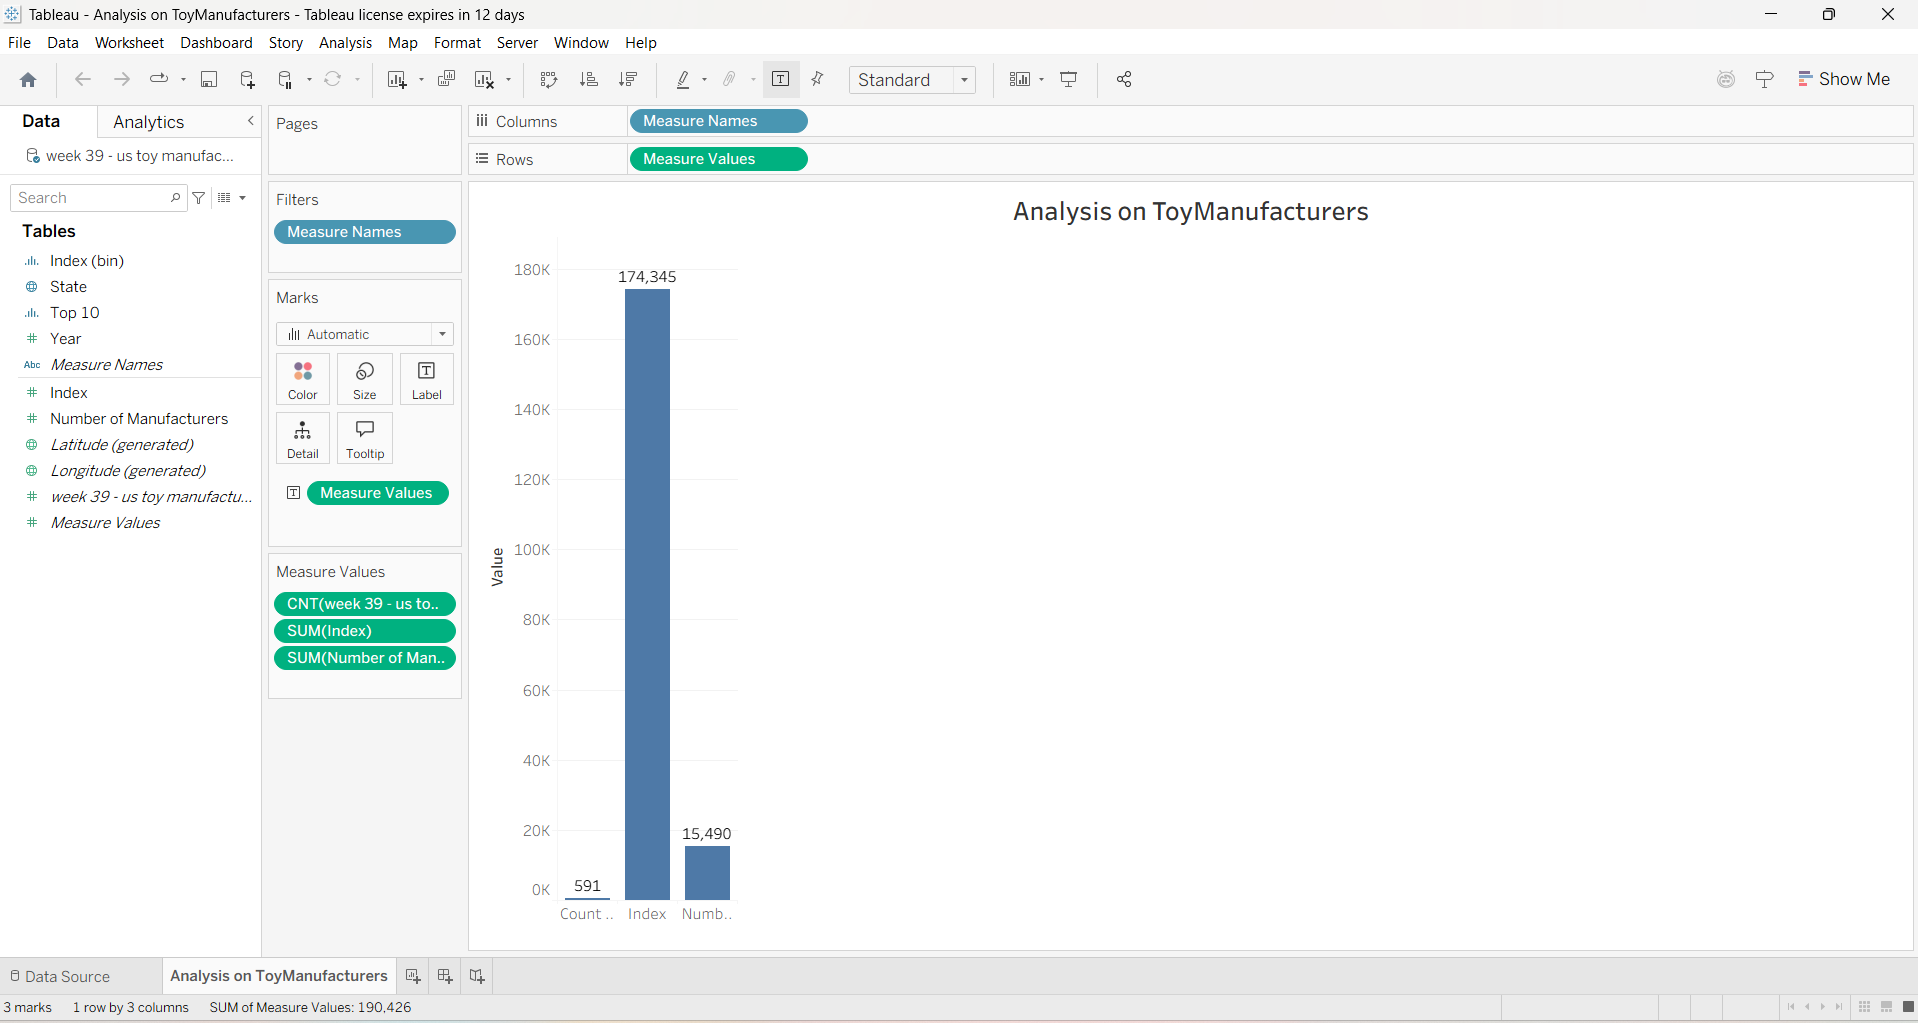 Tableau - Analysis on ToyManufacturers - Tableau license expires in 12 days
File Data Worksheet Dashboard Story Analysis Map Format Server Window Help
Standard
Show Me
Data
Analytics
week 39 - us toy manufac...
Search
Tables
Index (bin)
State
Top 10
Year
Abc Measure Names
Index
Number of Manufacturers
Latitude (generated)
Longitude (generated)
week 39 - us toy manufactu...
Measure Values
Pages
Filters
Measure Names
Marks
Automatic
Color Size Label
Detail Tooltip
Measure Values
Measure Values
CNT(week 39 - us to..
SUM(Index)
SUM(Number of Man..
Columns Measure Names
Rows Measure Values
Analysis on ToyManufacturers
Value
180K
160K
140K
120K
100K
80K
60K
40K
20K
0K
591
174,345
15,490
Count .. Index Numb..
Data Source
Analysis on ToyManufacturers
3 marks 1 row by 3 columns SUM of Measure Values: 190,426